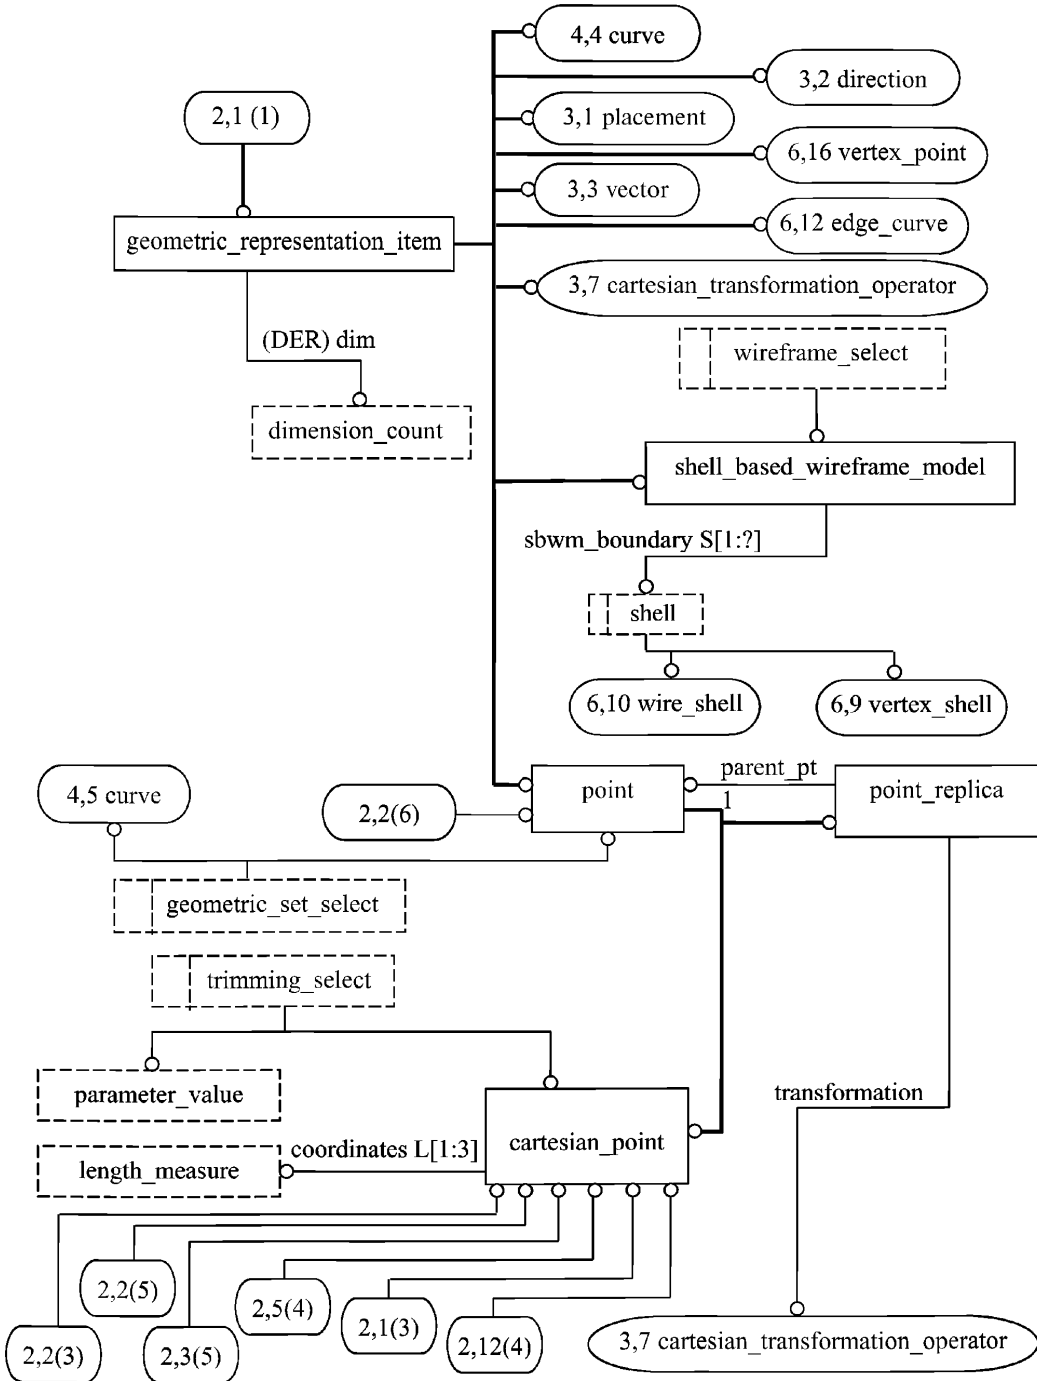 4,4 curve
3,2 direction
2,1 (1)
3,1 placement
6,16 vertex_point
3,3 vector
6,12 edge_curve
geometric_representation_item
3,7 cartesian_transformation_operator
(DER) dim
wireframe_select
dimension_count
shell_based_wireframe_model
sbwm_boundary S[1:?]
shell
6,10 wire_shell
6,9 vertex_shell
parent_pt
4,5 curve
point
point_replica
1
2,2(6)
geometric_set_select
trimming_select
parameter_value
transformation
coordinates L[1:3]
cartesian_point
length_measure
2,2(5)
2,5(4)
2,1(3)
2,12(4)
2,2(3)
2,3(5)
3,7 cartesian_transformation_operator